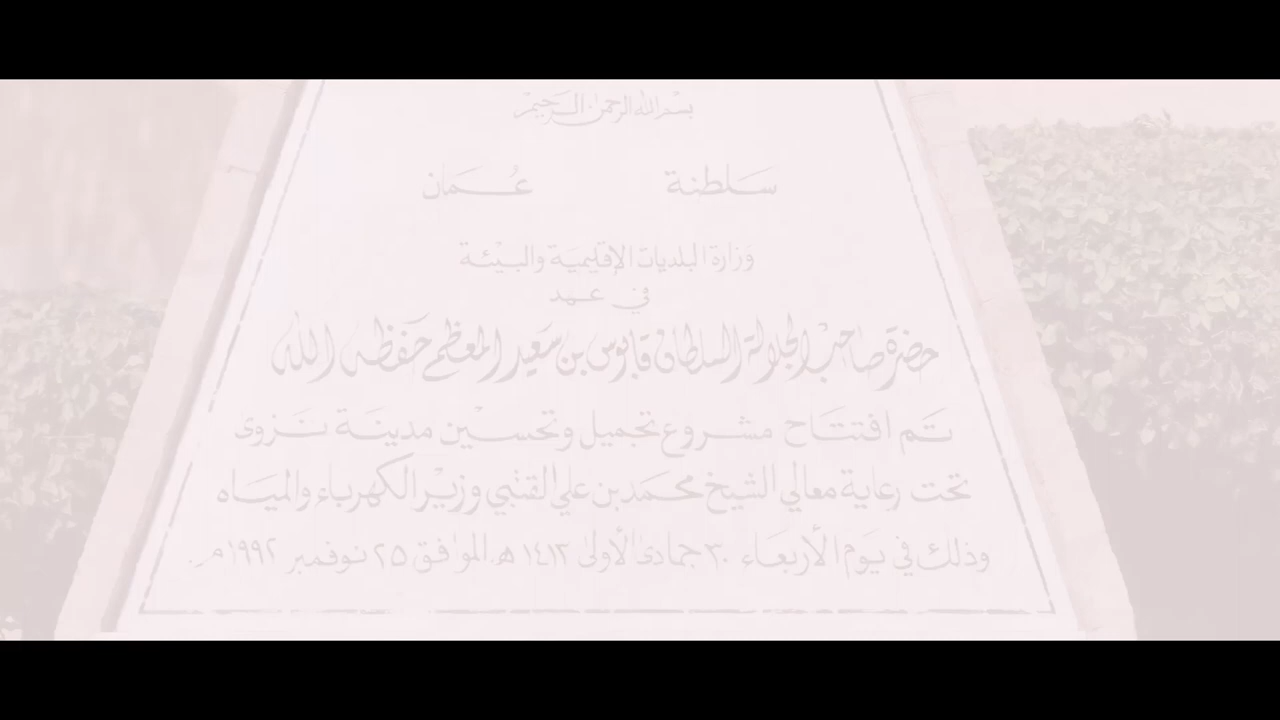 بسم الله الرحمن الرحيم
سلطنة عُمان
وزارة البلديات الإقليمية والبيئة
في عهد
حضرة صاحب الجلالة السلطان قابوس بن سعيد المعظم حفظه الله
تم افتتاح مشروع تجميل وتحسين مدينة نزوى
تحت رعاية معالي الشيخ محمد بن علي القتبي وزير الكهرباء والمياه
وذلك في يوم الأربعاء ٣٠ جمادى الأولى ١٤١٣ هـ الموافق ٢٥ نوفمبر ١٩٩٢م.